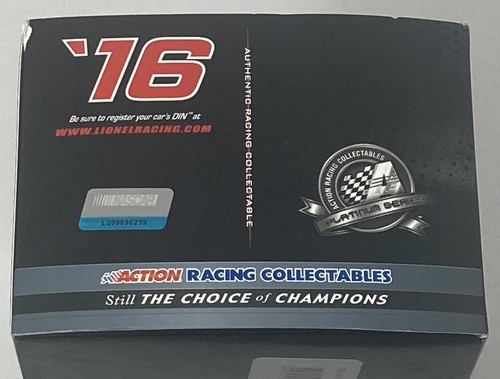 '16
Be sure to register your car's DIN™ at
WWW.LIONELRACING.COM
AUTHENTIC RACING COLLECTABLE
ACTION RACING COLLECTABLES
PLATINUM SERIES
NASCAR
L209696239
ACTION RACING COLLECTABLES
Still THE CHOICE of CHAMPIONS